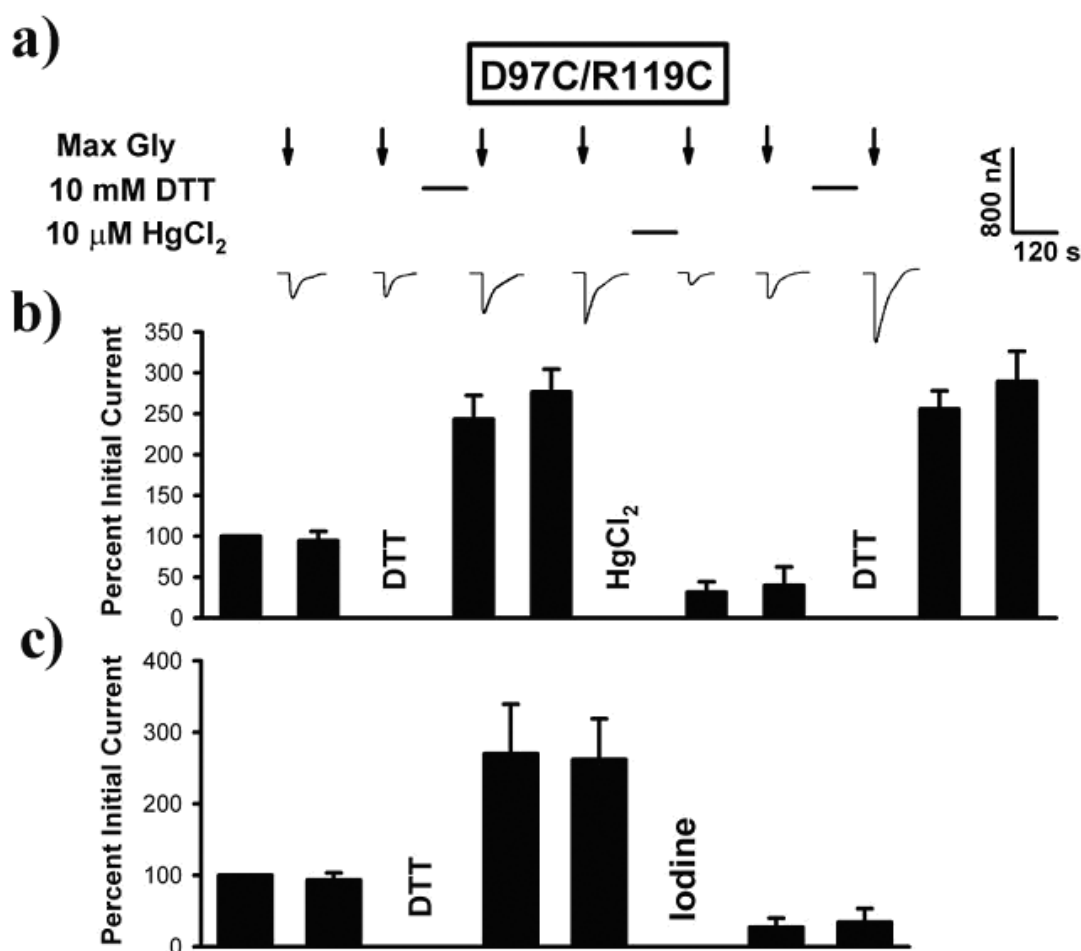 a)
D97C/R119C
Max Gly
10 mM DTT
10 μM HgCl₂
800 nA
120 s
b)
Percent Initial Current
350
300
250
200
150
100
50
0
DTT
HgCl₂
DTT
c)
Percent Initial Current
400
300
200
100
0
DTT
Iodine